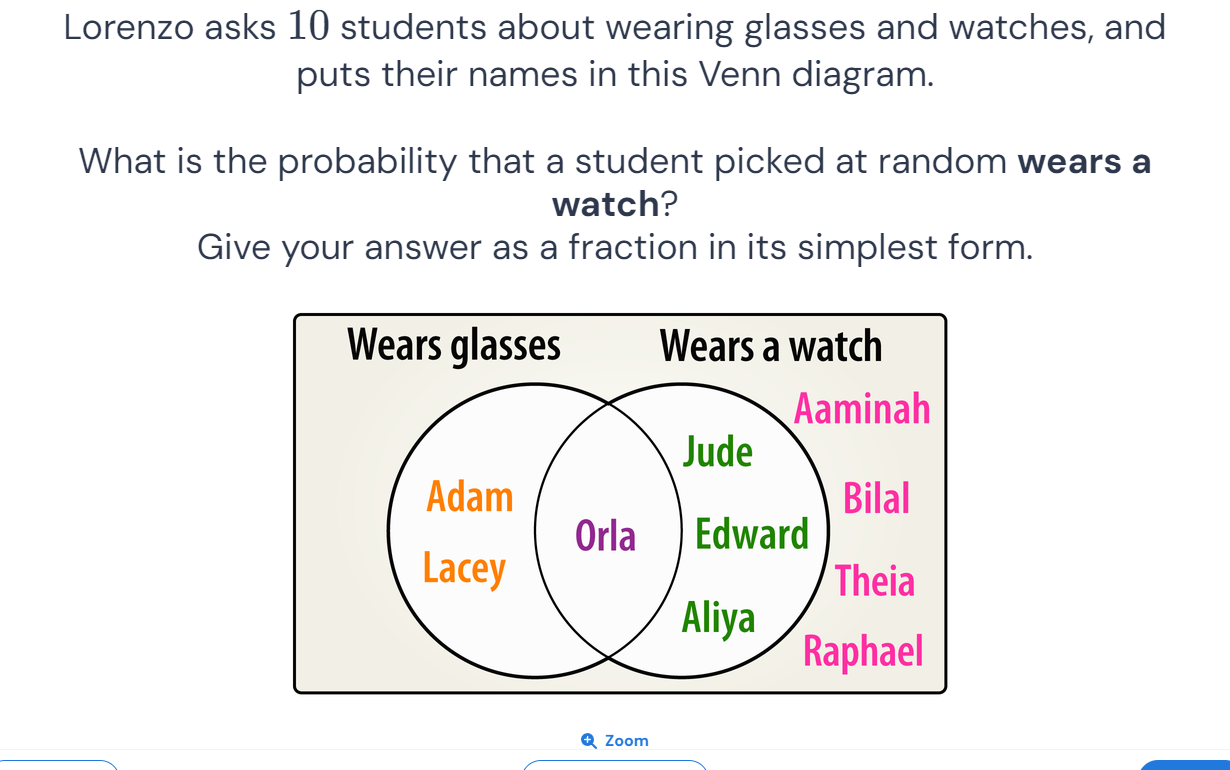 Lorenzo asks 10 students about wearing glasses and watches, and
puts their names in this Venn diagram.
What is the probability that a student picked at random wears a
watch?
Give your answer as a fraction in its simplest form.
Wears glasses
Wears a watch
Aaminah
Jude
Adam
Bilal
Orla
Edward
Lacey
Theia
Aliya
Raphael
Zoom